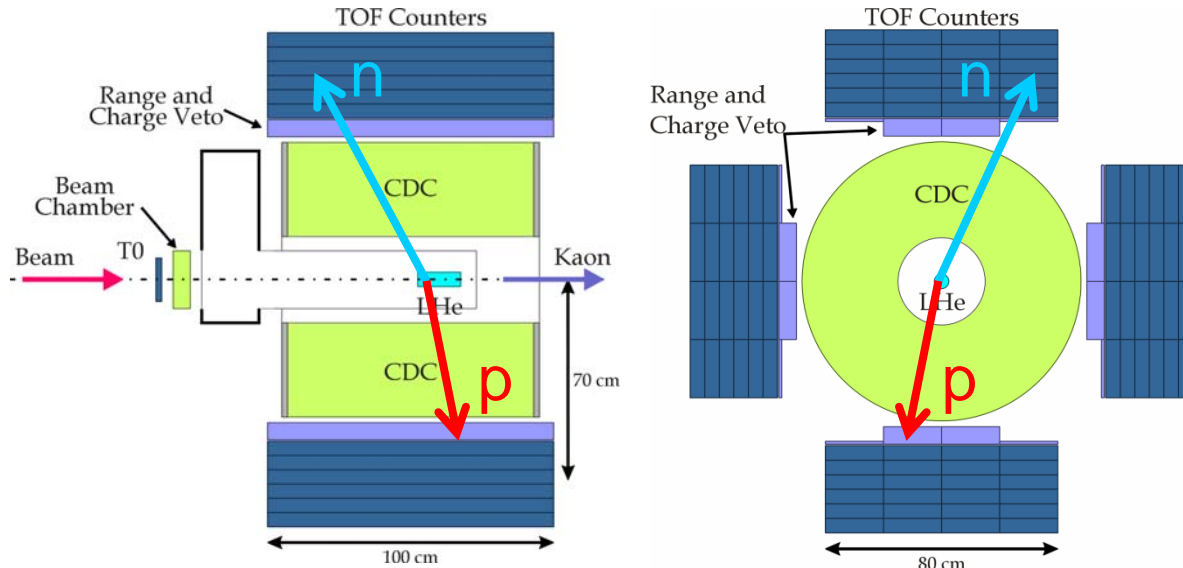 TOF Counters
n
Range and
Charge Veto
CDC
Beam
Chamber
T0
Beam
Kaon
LHe
CDC
p
70 cm
100 cm
TOF Counters
n
Range and
Charge Veto
CDC
LHe
p
80 cm